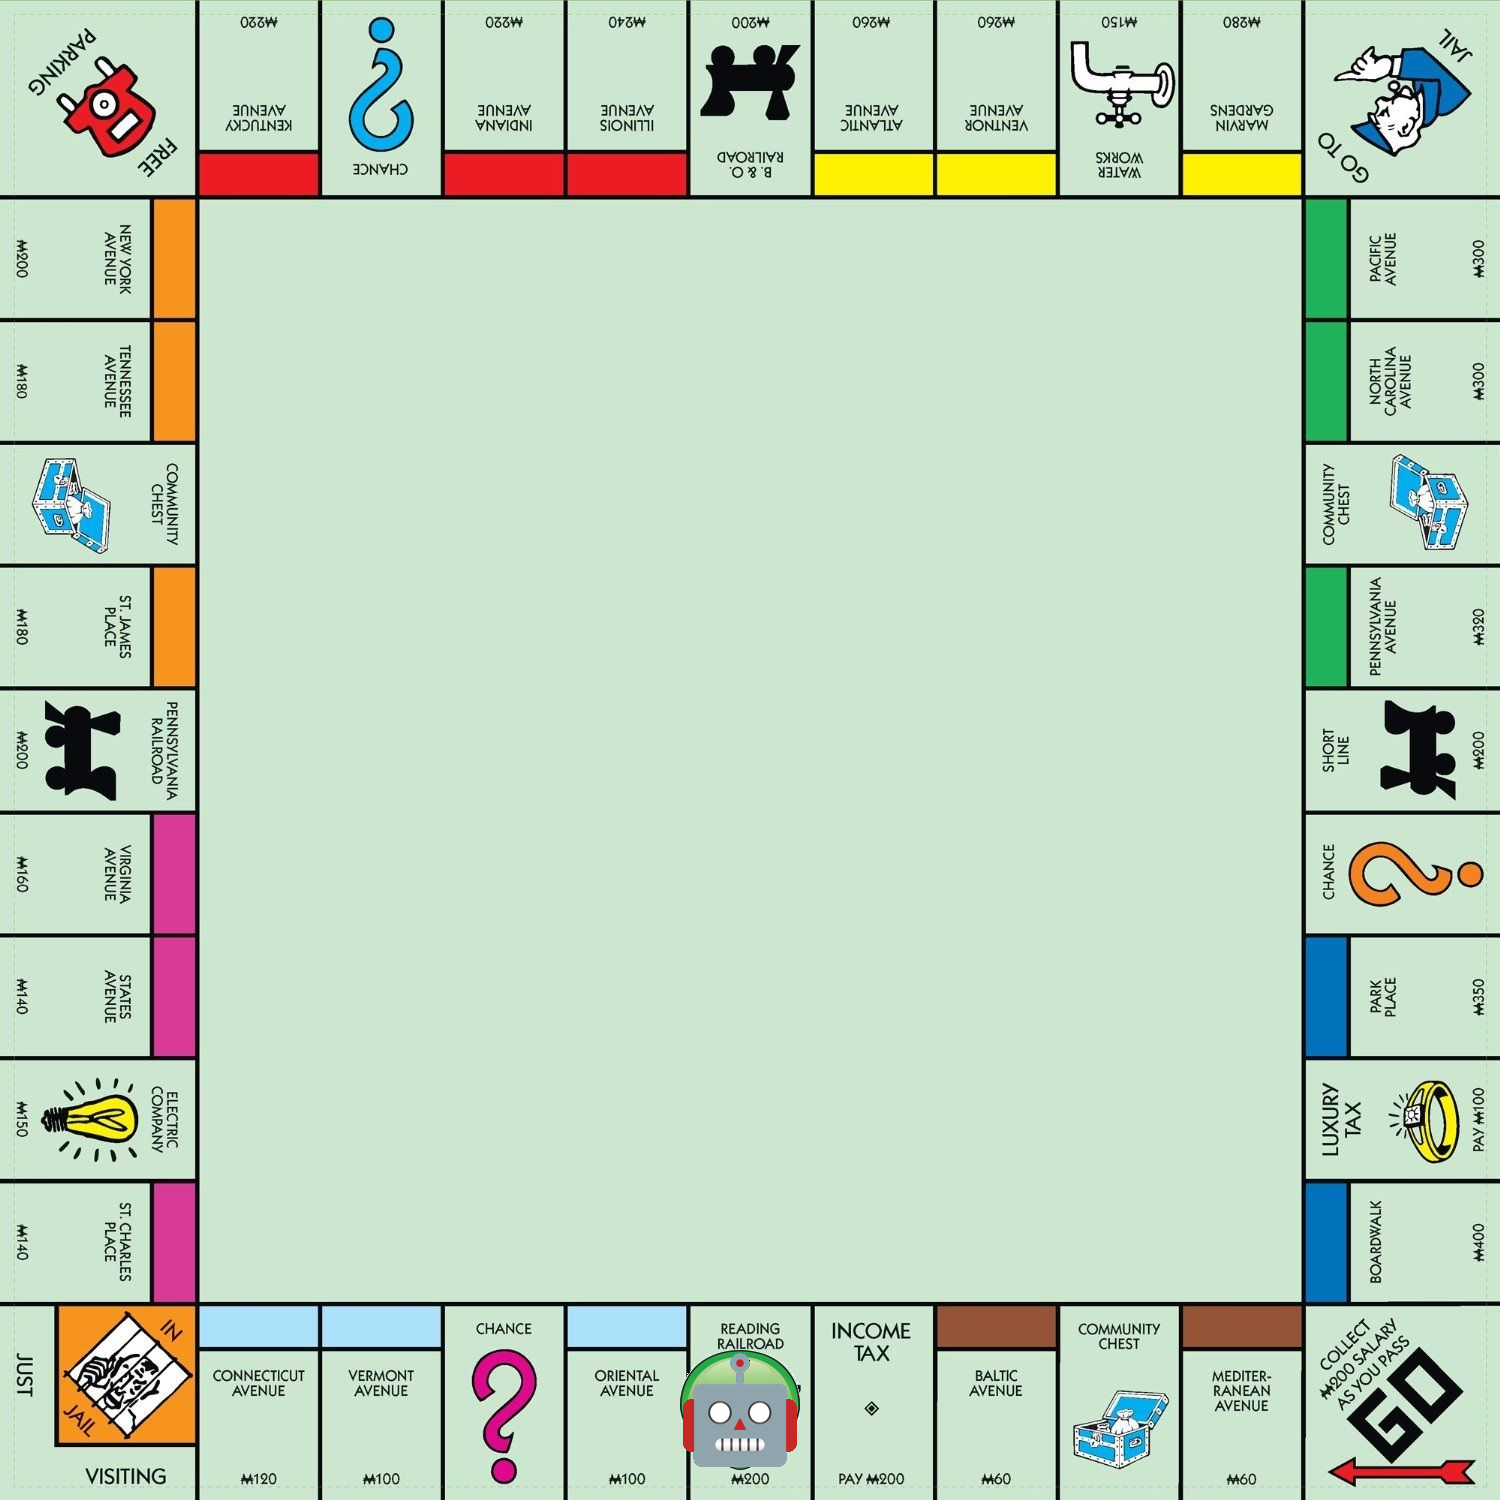 ₩220
KENTUCKY
AVENUE
CHANCE
₩220
INDIANA
AVENUE
₩240
ILLINOIS
AVENUE
₩200
B. & O.
RAILROAD
₩260
ATLANTIC
AVENUE
₩260
VENTNOR
AVENUE
₩150
WATER
WORKS
₩280
MARVIN
GARDENS
FREE
PARKING
GO TO
JAIL
NEW YORK
AVENUE
₩200
TENNESSEE
AVENUE
₩180
COMMUNITY
CHEST
ST. JAMES
PLACE
₩180
PENNSYLVANIA
RAILROAD
₩200
VIRGINIA
AVENUE
₩160
STATES
AVENUE
₩140
ELECTRIC
COMPANY
₩150
ST. CHARLES
PLACE
₩140
PACIFIC
AVENUE
₩300
NORTH
CAROLINA
AVENUE
₩300
COMMUNITY
CHEST
PENNSYLVANIA
AVENUE
₩320
SHORT
LINE
₩200
CHANCE
PARK
PLACE
₩350
LUXURY
TAX
PAY ₩100
BOARDWALK
₩400
IN
JAIL
JUST
VISITING
CONNECTICUT
AVENUE
₩120
VERMONT
AVENUE
₩100
CHANCE
ORIENTAL
AVENUE
₩100
READING
RAILROAD
₩200
INCOME
TAX
PAY ₩200
BALTIC
AVENUE
₩60
COMMUNITY
CHEST
MEDITER-
RANEAN
AVENUE
₩60
COLLECT
₩200 SALARY
AS YOU PASS
GO